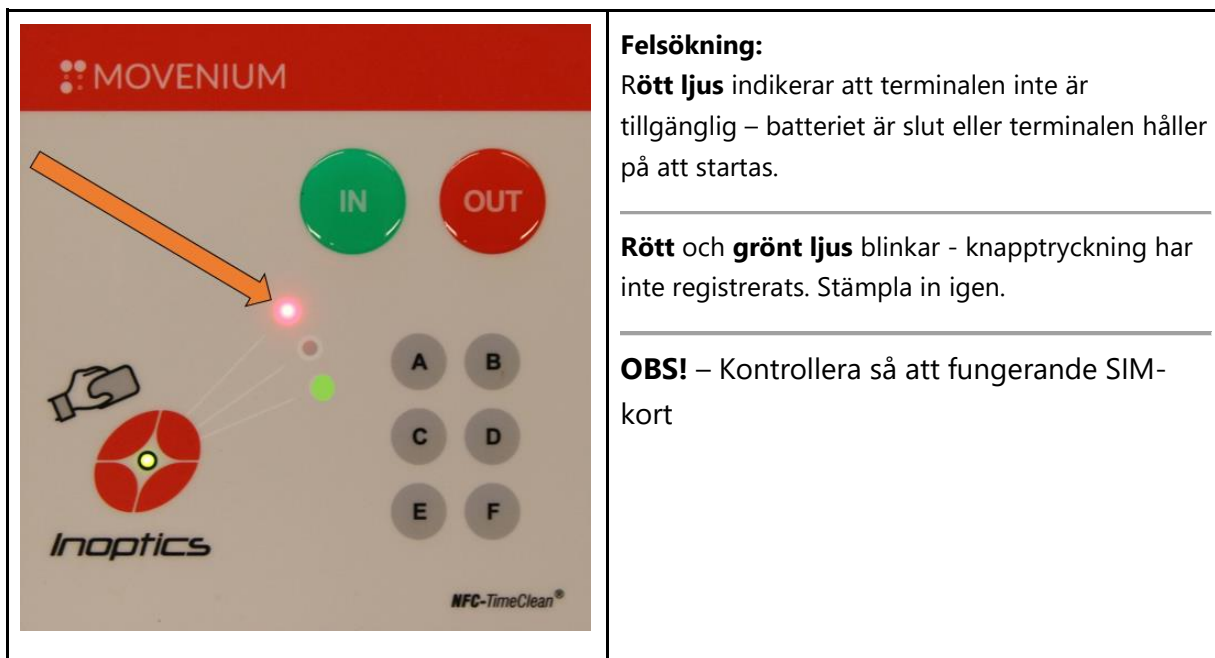 MOVENIUM
IN
OUT
A
B
C
D
E
F
Inoptics
NFC-TimeClean®
Felsökning:
Rött ljus indikerar att terminalen inte är
tillgänglig – batteriet är slut eller terminalen håller
på att startas.
Rött och grönt ljus blinkar - knapptryckning har
inte registrerats. Stämpla in igen.
OBS! – Kontrollera så att fungerande SIM-
kort